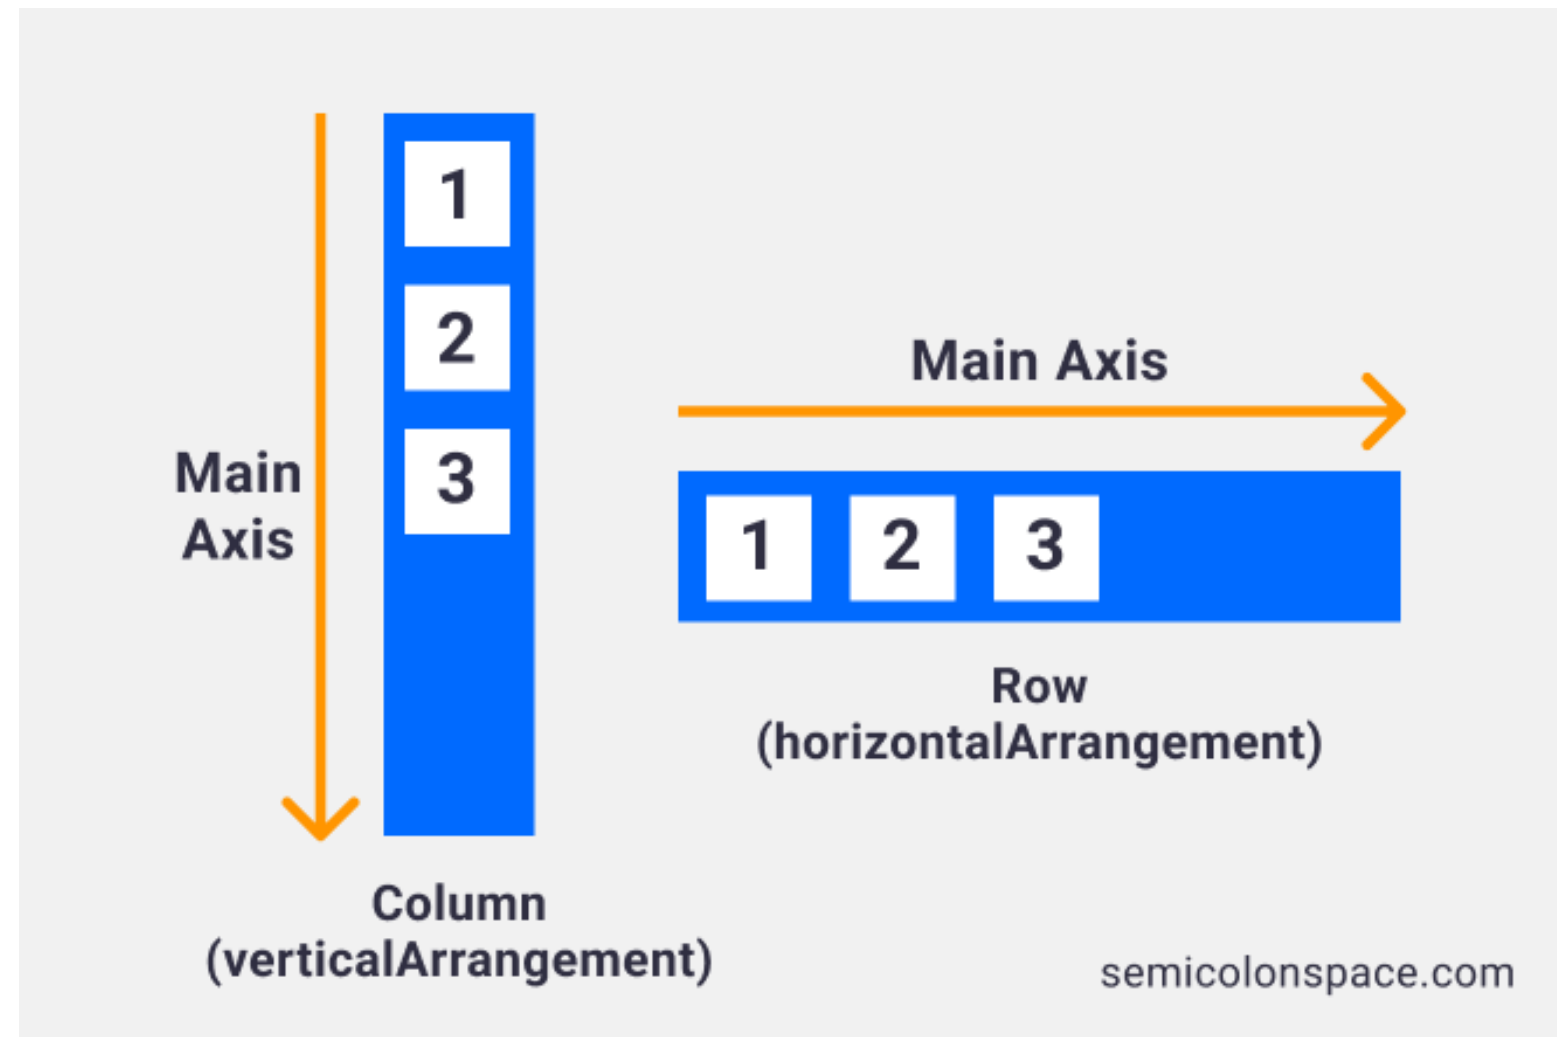 1
2
3
Main
Axis
Column
(verticalArrangement)
Main Axis
1 2 3
Row
(horizontalArrangement)
semicolonspace.com